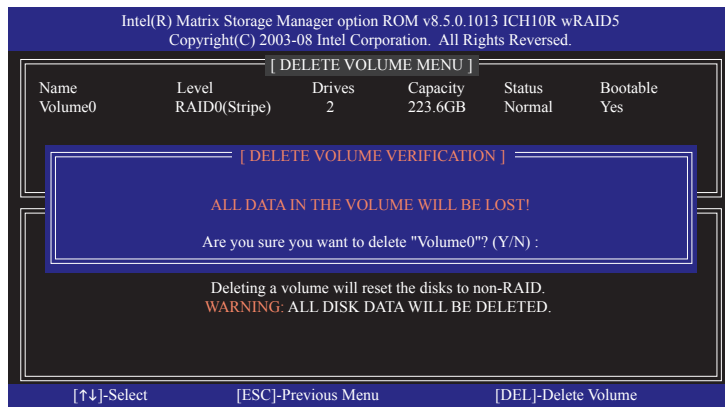 Intel(R) Matrix Storage Manager option ROM v8.5.0.1013 ICH10R wRAID5
Copyright(C) 2003-08 Intel Corporation. All Rights Reversed.
[ DELETE VOLUME MENU ]
Name Level Drives Capacity Status Bootable
Volume0 RAID0(Stripe) 2 223.6GB Normal Yes
[ DELETE VOLUME VERIFICATION ]
ALL DATA IN THE VOLUME WILL BE LOST!
Are you sure you want to delete "Volume0"? (Y/N) :
Deleting a volume will reset the disks to non-RAID.
WARNING: ALL DISK DATA WILL BE DELETED.
[↑↓]-Select [ESC]-Previous Menu [DEL]-Delete Volume